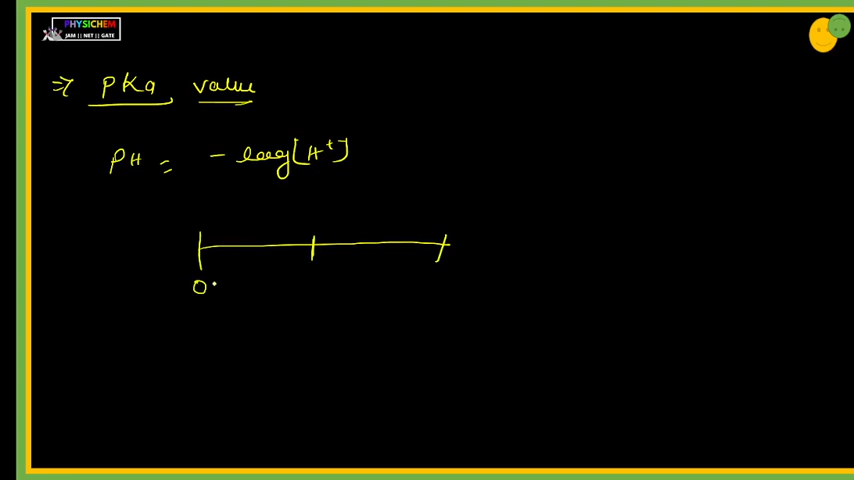 PHYSICHEM
JAM || NET || GATE
⇒ PKa value
PH = - log[H+]
0